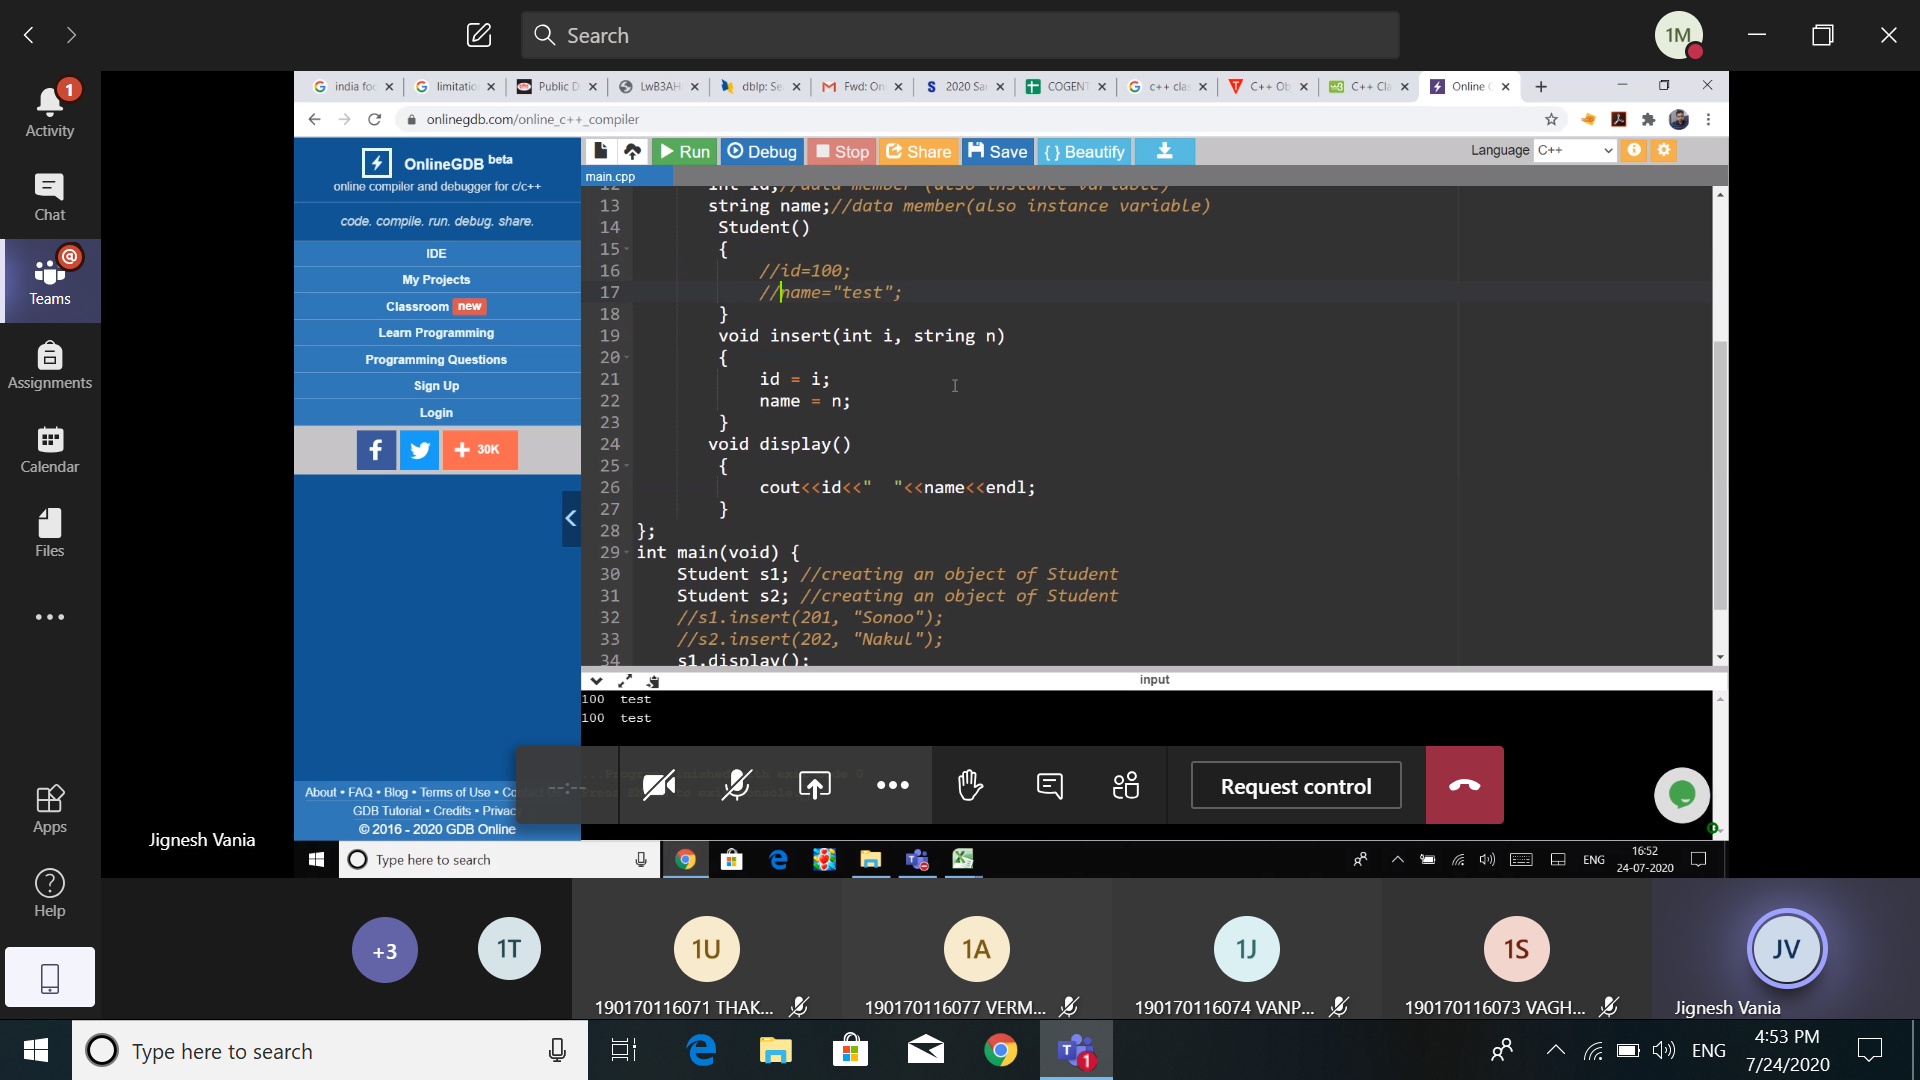 Search
1M
1
Activity
Chat
@
Teams
Assignments
Calendar
Files
Apps
Help
india fo
limitatio
Public D
LwB3AH
dblp: Se
Fwd: On
2020 Sa
COGENT
c++ clas
C++ Ob
C++ Cla
Online
onlinegdb.com/online_c++_compiler
OnlineGDB beta
online compiler and debugger for c/c++
code. compile. run. debug. share.
IDE
My Projects
Classroom new
Learn Programming
Programming Questions
Sign Up
Login
30K
About • FAQ • Blog • Terms of Use • Co
GDB Tutorial • Credits • Privac
© 2016 - 2020 GDB Online
Run
Debug
Stop
Share
Save
{ } Beautify
Language C++
main.cpp
12 int id;//data member (also instance variable)
13 string name;//data member(also instance variable)
14 Student()
15 {
16 //id=100;
17 //name="test";
18 }
19 void insert(int i, string n)
20 {
21 id = i;
22 name = n;
23 }
24 void display()
25 {
26 cout<<id<<"  "<<name<<endl;
27 }
28 };
29 int main(void) {
30 Student s1; //creating an object of Student
31 Student s2; //creating an object of Student
32 //s1.insert(201, "Sonoo");
33 //s2.insert(202, "Nakul");
34 s1.display();
input
100 test
100 test
--:--
Request control
Jignesh Vania
Type here to search
ENG
16:52
24-07-2020
+3
1T
1U
190170116071 THAK...
1A
190170116077 VERM...
1J
190170116074 VANP...
1S
190170116073 VAGH...
JV
Jignesh Vania
Type here to search
1
ENG
4:53 PM
7/24/2020